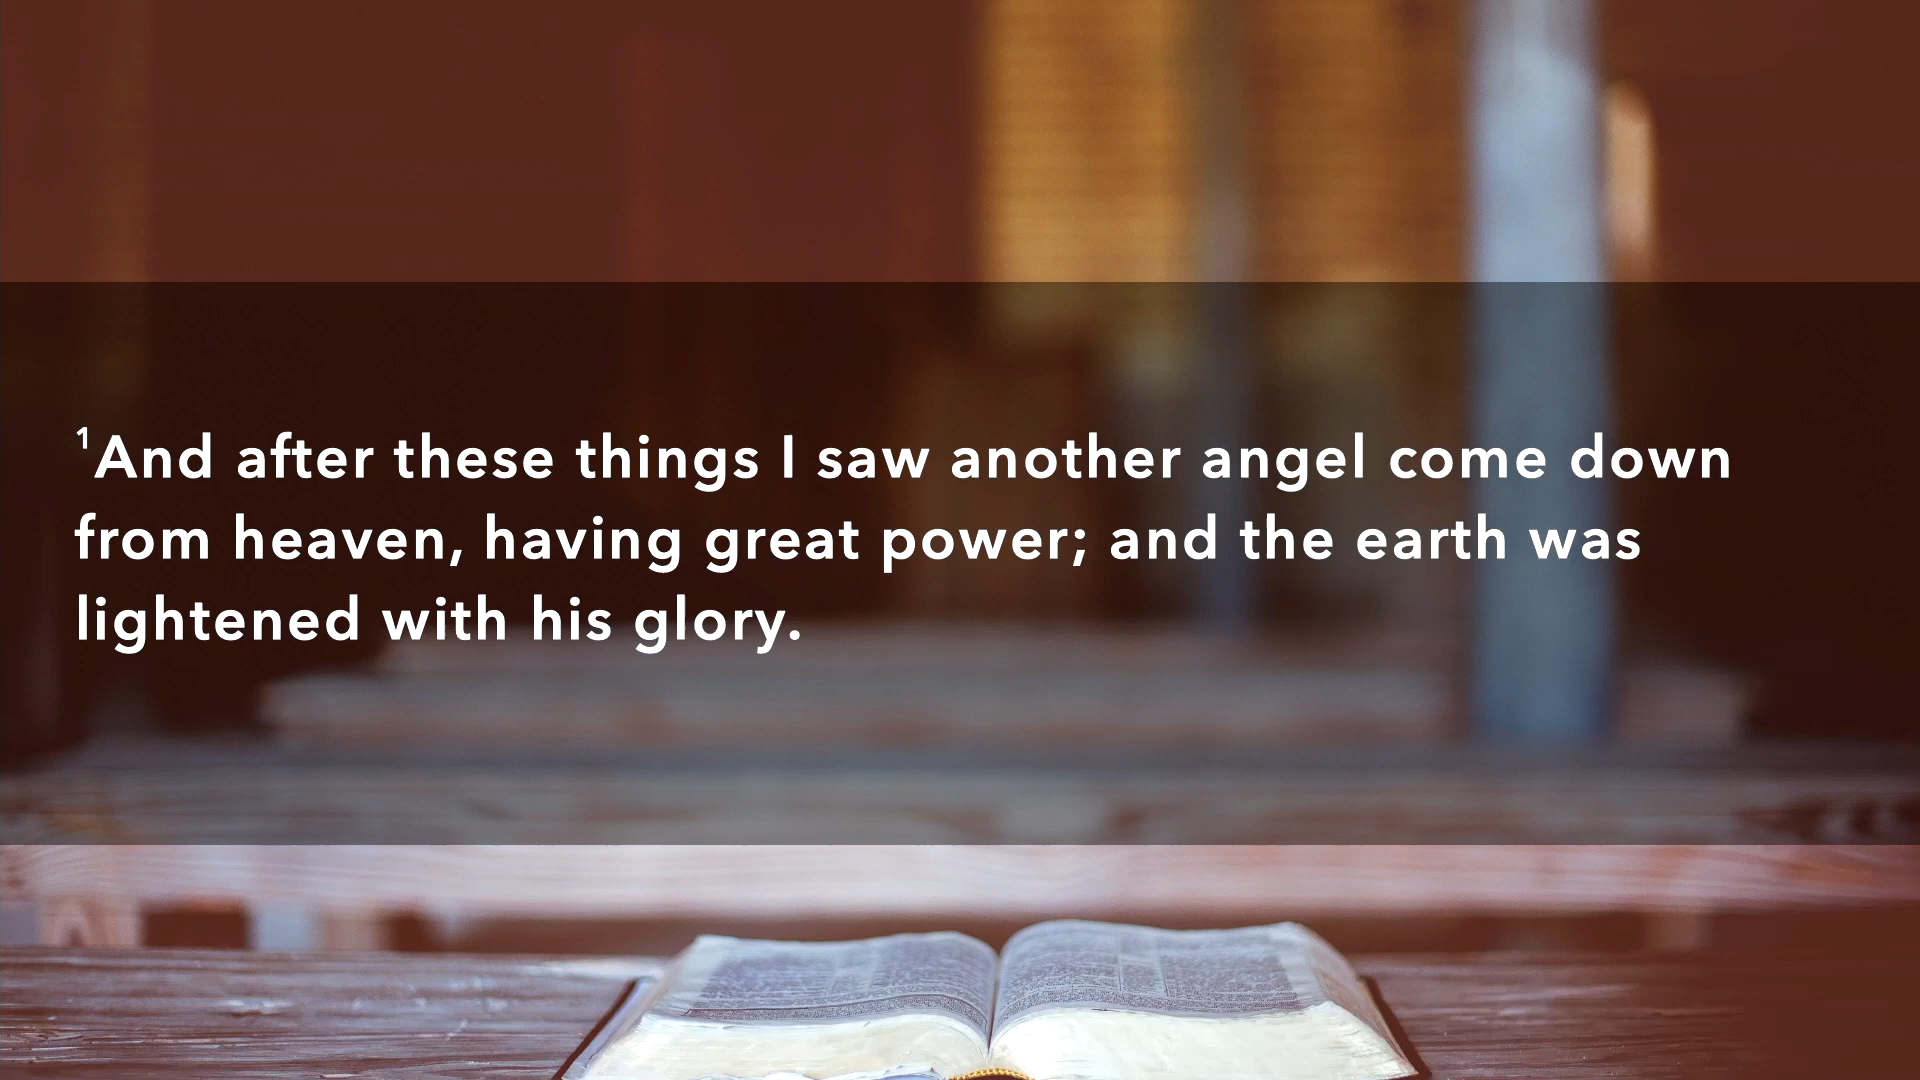 ¹And after these things I saw another angel come down
from heaven, having great power; and the earth was
lightened with his glory.